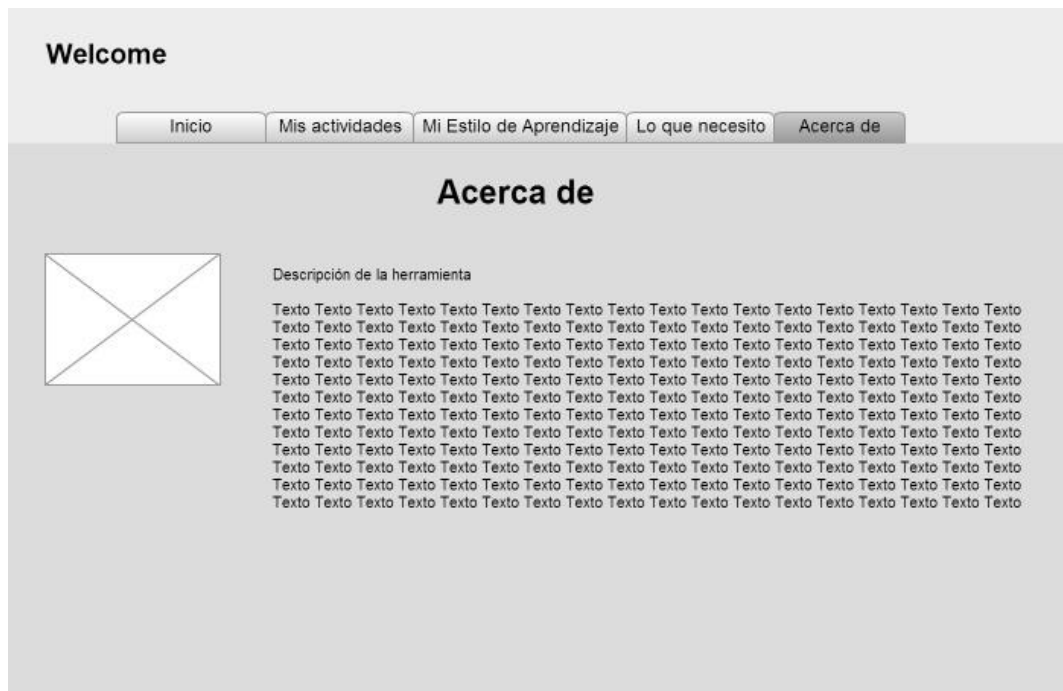 Welcome
Inicio Mis actividades Mi Estilo de Aprendizaje Lo que necesito Acerca de
Acerca de
Descripción de la herramienta
Texto Texto Texto Texto Texto Texto Texto Texto Texto Texto Texto Texto Texto Texto Texto Texto Texto Texto
Texto Texto Texto Texto Texto Texto Texto Texto Texto Texto Texto Texto Texto Texto Texto Texto Texto Texto
Texto Texto Texto Texto Texto Texto Texto Texto Texto Texto Texto Texto Texto Texto Texto Texto Texto Texto
Texto Texto Texto Texto Texto Texto Texto Texto Texto Texto Texto Texto Texto Texto Texto Texto Texto Texto
Texto Texto Texto Texto Texto Texto Texto Texto Texto Texto Texto Texto Texto Texto Texto Texto Texto Texto
Texto Texto Texto Texto Texto Texto Texto Texto Texto Texto Texto Texto Texto Texto Texto Texto Texto Texto
Texto Texto Texto Texto Texto Texto Texto Texto Texto Texto Texto Texto Texto Texto Texto Texto Texto Texto
Texto Texto Texto Texto Texto Texto Texto Texto Texto Texto Texto Texto Texto Texto Texto Texto Texto Texto
Texto Texto Texto Texto Texto Texto Texto Texto Texto Texto Texto Texto Texto Texto Texto Texto Texto Texto
Texto Texto Texto Texto Texto Texto Texto Texto Texto Texto Texto Texto Texto Texto Texto Texto Texto Texto
Texto Texto Texto Texto Texto Texto Texto Texto Texto Texto Texto Texto Texto Texto Texto Texto Texto Texto
Texto Texto Texto Texto Texto Texto Texto Texto Texto Texto Texto Texto Texto Texto Texto Texto Texto Texto